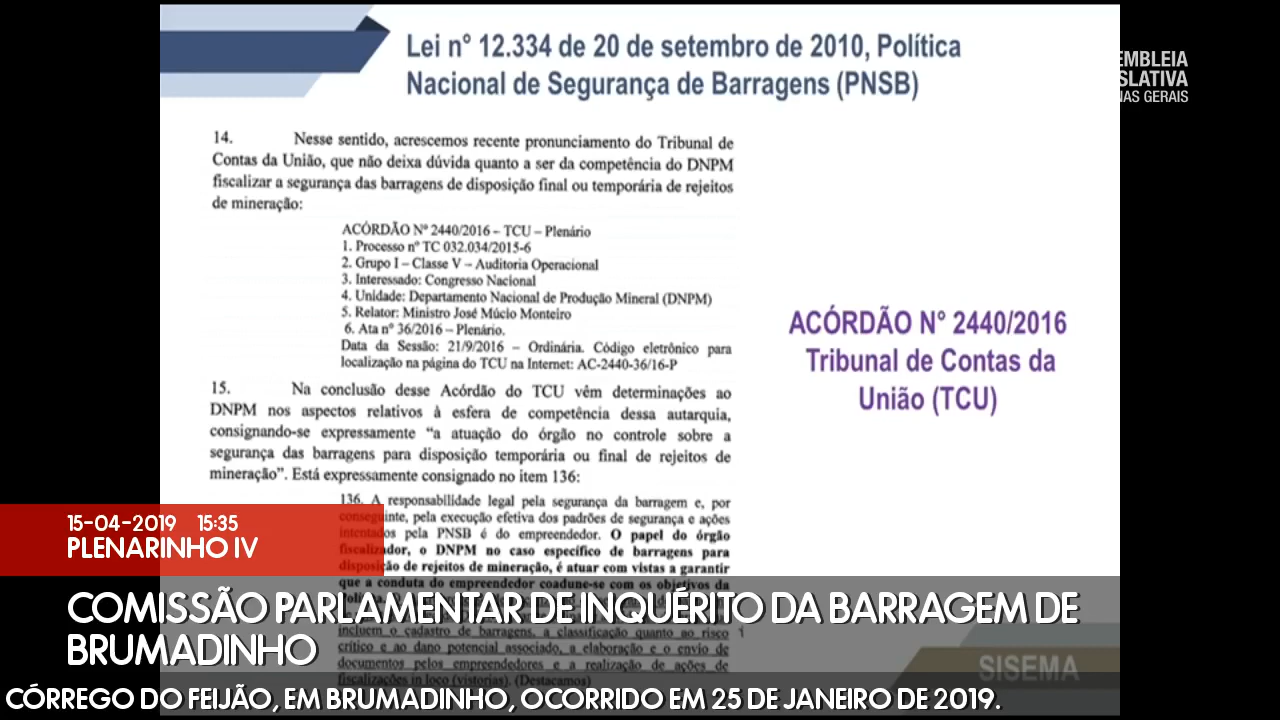 Lei n° 12.334 de 20 de setembro de 2010, Política
Nacional de Segurança de Barragens (PNSB)
EMBLEIA
ISLATIVA
NAS GERAIS
14. Nesse sentido, acrescemos recente pronunciamento do Tribunal de
Contas da União, que não deixa dúvida quanto a ser da competência do DNPM
fiscalizar a segurança das barragens de disposição final ou temporária de rejeitos
de mineração:
ACÓRDÃO Nº 2440/2016 – TCU – Plenário
1. Processo nº TC 032.034/2015-6
2. Grupo I – Classe V – Auditoria Operacional
3. Interessado: Congresso Nacional
4. Unidade: Departamento Nacional de Produção Mineral (DNPM)
5. Relator: Ministro José Múcio Monteiro
6. Ata nº 36/2016 – Plenário.
Data da Sessão: 21/9/2016 – Ordinária. Código eletrônico para
localização na página do TCU na Internet: AC-2440-36/16-P
15. Na conclusão desse Acórdão do TCU vêm determinações ao
DNPM nos aspectos relativos à esfera de competência dessa autarquia,
consignando-se expressamente “a atuação do órgão no controle sobre a
segurança das barragens para disposição temporária ou final de rejeitos de
mineração”. Está expressamente consignado no item 136:
136. A responsabilidade legal pela segurança da barragem e, por
conseguinte, pela execução efetiva dos padrões de segurança e ações
intentados pela PNSB é do empreendedor. O papel do órgão
fiscalizador, o DNPM no caso específico de barragens para
disposição de rejeitos de mineração, é atuar com vistas a garantir
que a conduta do empreendedor coadune-se com os objetivos da
incluem o cadastro de barragens, a classificação quanto ao risco
crítico e ao dano potencial associado, a elaboração e o envio de
documentos pelos empreendedores e a realização de ações de
fiscalizações in loco (vistorias). (Destacamos)
ACÓRDÃO N° 2440/2016
Tribunal de Contas da
União (TCU)
1
SISEMA
15-04-2019 15:35
PLENARINHO IV
COMISSÃO PARLAMENTAR DE INQUÉRITO DA BARRAGEM DE
BRUMADINHO
CÓRREGO DO FEIJÃO, EM BRUMADINHO, OCORRIDO EM 25 DE JANEIRO DE 2019.